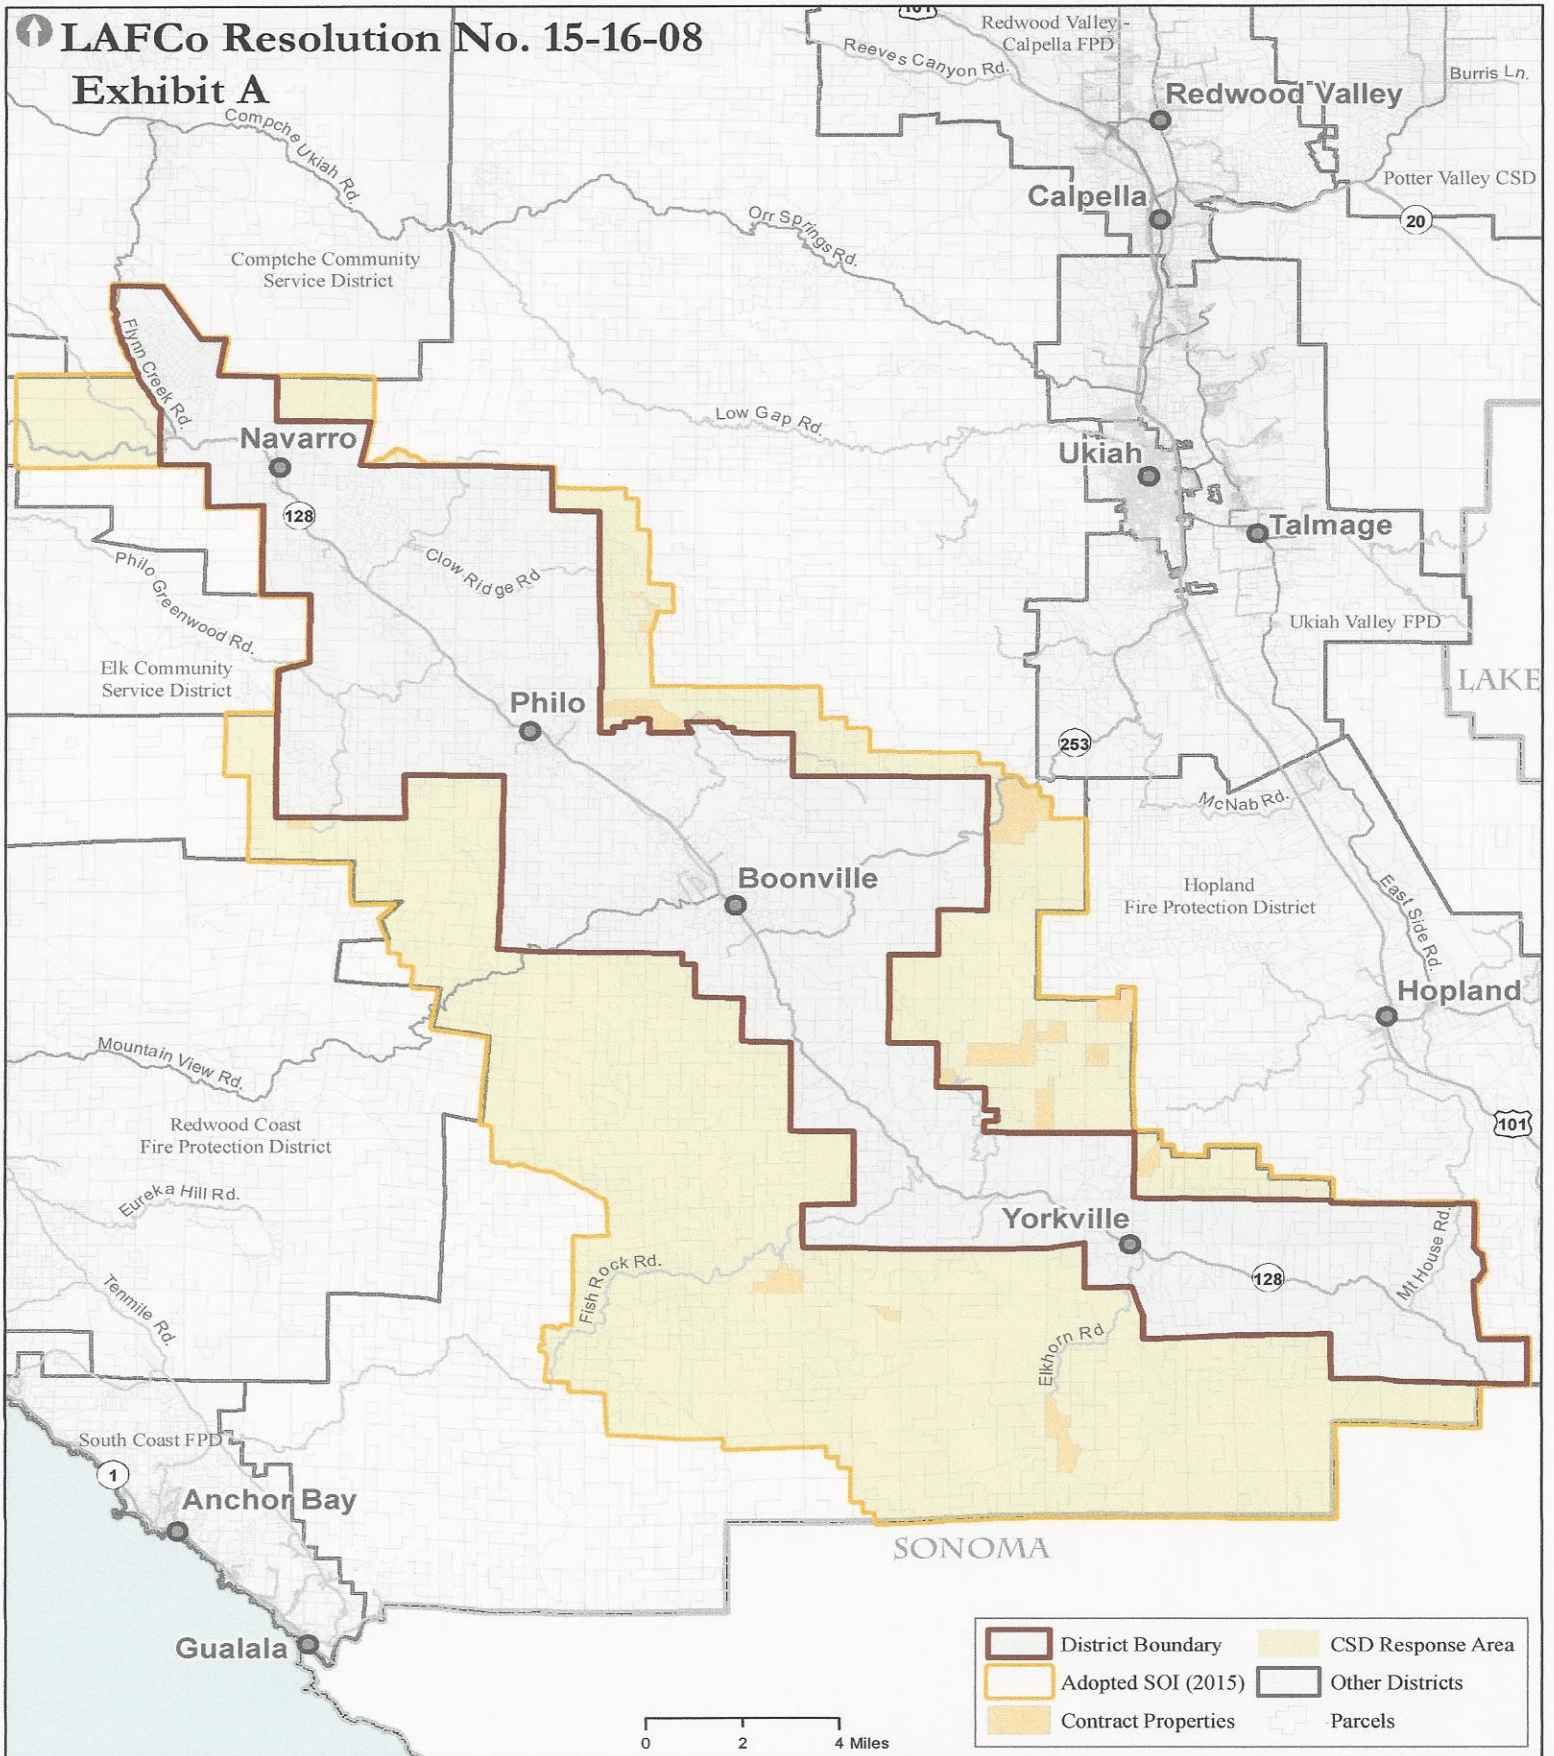 LAFCo Resolution No. 15-16-08
Exhibit A
101
Redwood Valley -
Calpella FPD
Reeves Canyon Rd.
Burris Ln.
Redwood Valley
Compche Ukiah Rd.
Potter Valley CSD
Calpella
20
Orr Springs Rd.
Comptche Community
Service District
Flynn Creek Rd.
Low Gap Rd.
Navarro
Ukiah
128
Talmage
Clow Ridge Rd
Philo Greenwood Rd.
Ukiah Valley FPD
Elk Community
Service District
LAKE
Philo
253
McNab Rd.
Boonville
Hopland
Fire Protection District
East Side Rd.
Hopland
Mountain View Rd.
Redwood Coast
Fire Protection District
101
Eureka Hill Rd.
Yorkville
Fish Rock Rd.
128
Mt House Rd.
Tenmile Rd.
Elkhorn Rd
South Coast FPD
1
Anchor Bay
SONOMA
Gualala
District Boundary
CSD Response Area
Adopted SOI (2015)
Other Districts
Contract Properties
Parcels
0 2 4 Miles